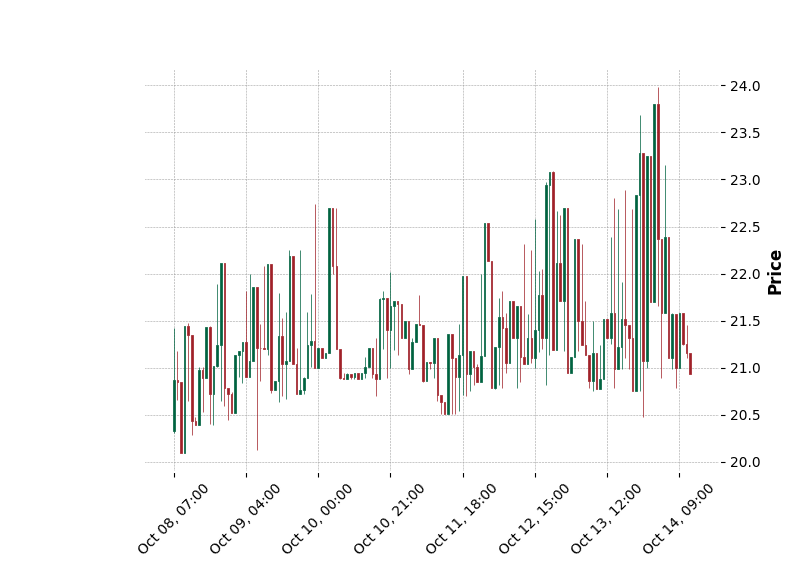 24.0
23.5
23.0
22.5
22.0
21.5
21.0
20.5
20.0
Price
Oct 08, 07:00
Oct 09, 04:00
Oct 10, 00:00
Oct 10, 21:00
Oct 11, 18:00
Oct 12, 15:00
Oct 13, 12:00
Oct 14, 09:00